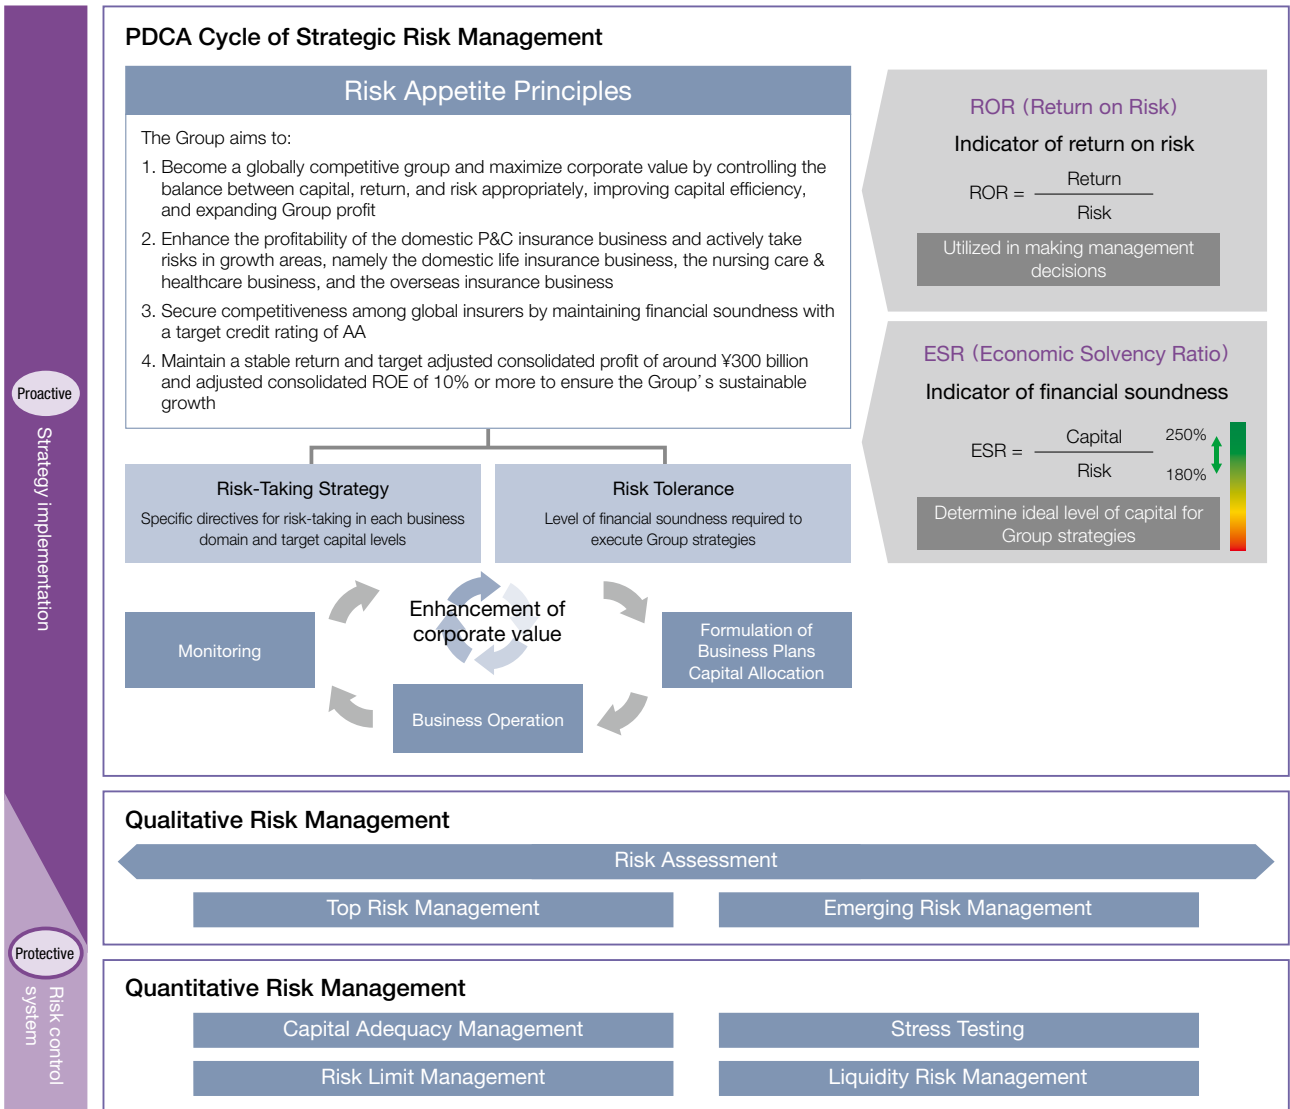 PDCA Cycle of Strategic Risk Management
Risk Appetite Principles
The Group aims to:
1. Become a globally competitive group and maximize corporate value by controlling the
balance between capital, return, and risk appropriately, improving capital efficiency,
and expanding Group profit
2. Enhance the profitability of the domestic P&C insurance business and actively take
risks in growth areas, namely the domestic life insurance business, the nursing care &
healthcare business, and the overseas insurance business
3. Secure competitiveness among global insurers by maintaining financial soundness with
a target credit rating of AA
4. Maintain a stable return and target adjusted consolidated profit of around ¥300 billion
and adjusted consolidated ROE of 10% or more to ensure the Group's sustainable
growth
ROR (Return on Risk)
Indicator of return on risk
ROR =
Return
Risk
Utilized in making management
decisions
ESR (Economic Solvency Ratio)
Indicator of financial soundness
ESR =
Capital
Risk
250%
180%
Determine ideal level of capital for
Group strategies
Risk-Taking Strategy
Specific directives for risk-taking in each business
domain and target capital levels
Risk Tolerance
Level of financial soundness required to
execute Group strategies
Enhancement of
corporate value
Monitoring
Formulation of
Business Plans
Capital Allocation
Business Operation
Proactive
Strategy implementation
Qualitative Risk Management
Risk Assessment
Top Risk Management
Emerging Risk Management
Protective
Risk control
system
Quantitative Risk Management
Capital Adequacy Management
Stress Testing
Risk Limit Management
Liquidity Risk Management